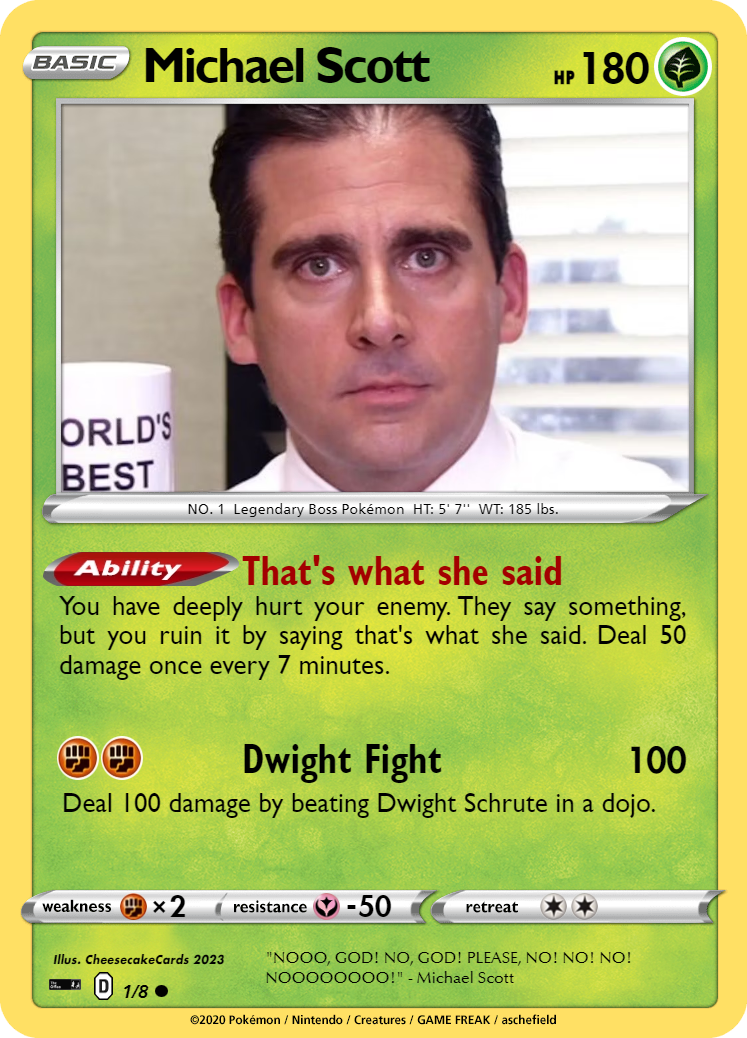 BASIC
Michael Scott
HP 180
ORLD'S
BEST
NO. 1 Legendary Boss Pokémon HT: 5' 7'' WT: 185 lbs.
Ability That's what she said
You have deeply hurt your enemy. They say something,
but you ruin it by saying that's what she said. Deal 50
damage once every 7 minutes.
Dwight Fight 100
Deal 100 damage by beating Dwight Schrute in a dojo.
weakness ×2 resistance -50 retreat
Illus. CheesecakeCards 2023
"NOOO, GOD! NO, GOD! PLEASE, NO! NO! NO!
NOOOOOOOO!" - Michael Scott
D 1/8
©2020 Pokémon / Nintendo / Creatures / GAME FREAK / aschefield